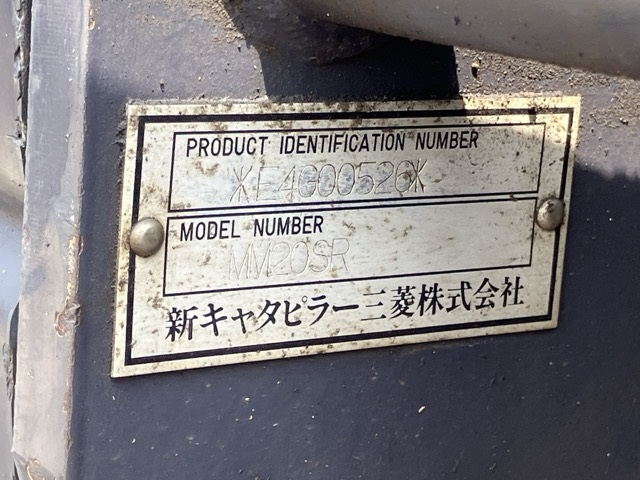 PRODUCT IDENTIFICATION NUMBER
*E4G00526*
MODEL NUMBER
MM20SR
新キャタピラー三菱株式会社